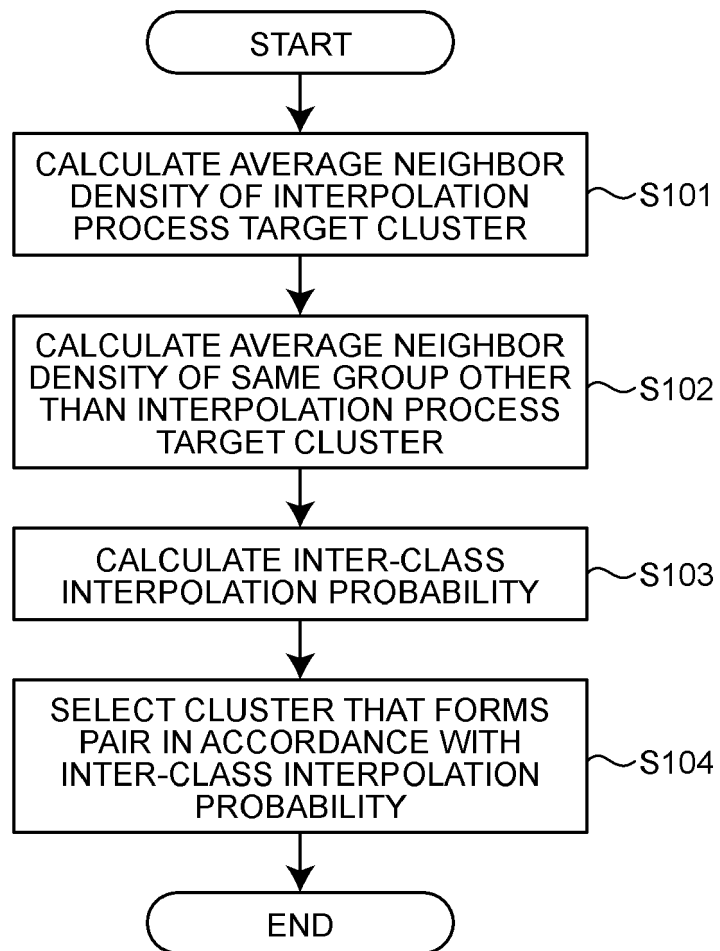 START
CALCULATE AVERAGE NEIGHBOR
DENSITY OF INTERPOLATION
PROCESS TARGET CLUSTER
S101
CALCULATE AVERAGE NEIGHBOR
DENSITY OF SAME GROUP OTHER
THAN INTERPOLATION PROCESS
TARGET CLUSTER
S102
CALCULATE INTER-CLASS
INTERPOLATION PROBABILITY
S103
SELECT CLUSTER THAT FORMS
PAIR IN ACCORDANCE WITH
INTER-CLASS INTERPOLATION
PROBABILITY
S104
END